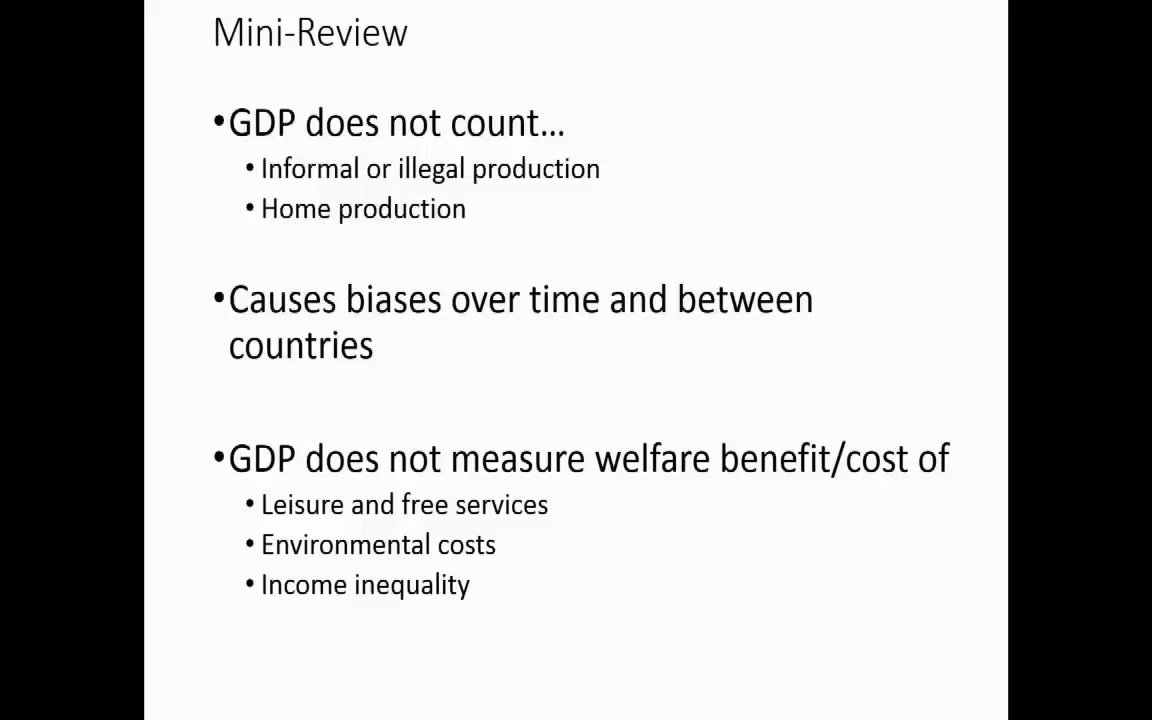 Mini-Review
•GDP does not count...
• Informal or illegal production
• Home production
•Causes biases over time and between
countries
•GDP does not measure welfare benefit/cost of
• Leisure and free services
• Environmental costs
• Income inequality